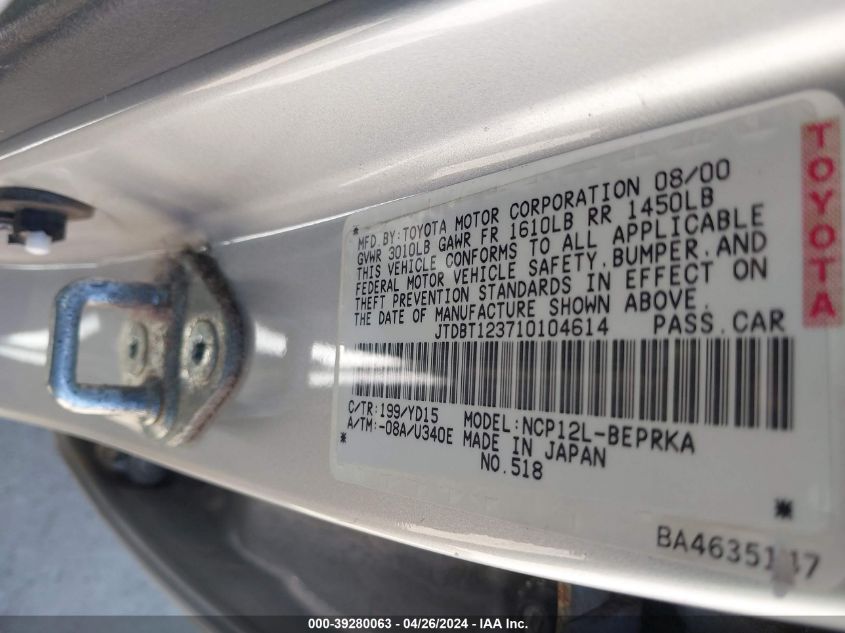 MFD.BY:TOYOTA MOTOR CORPORATION 08/00
GVWR 3010LB GAWR FR 1610LB RR 1450LB
THIS VEHICLE CONFORMS TO ALL APPLICABLE
FEDERAL MOTOR VEHICLE SAFETY,BUMPER,AND
THEFT PREVENTION STANDARDS IN EFFECT ON
THE DATE OF MANUFACTURE SHOWN ABOVE.
JTDBT123710104614 PASS.CAR
C/TR:199/YD15 MODEL:NCP12L-BEPRKA
A/TM:-08A/U340E MADE IN JAPAN
NO.518
TOYOTA
000-39280063 - 04/26/2024 - IAA Inc.